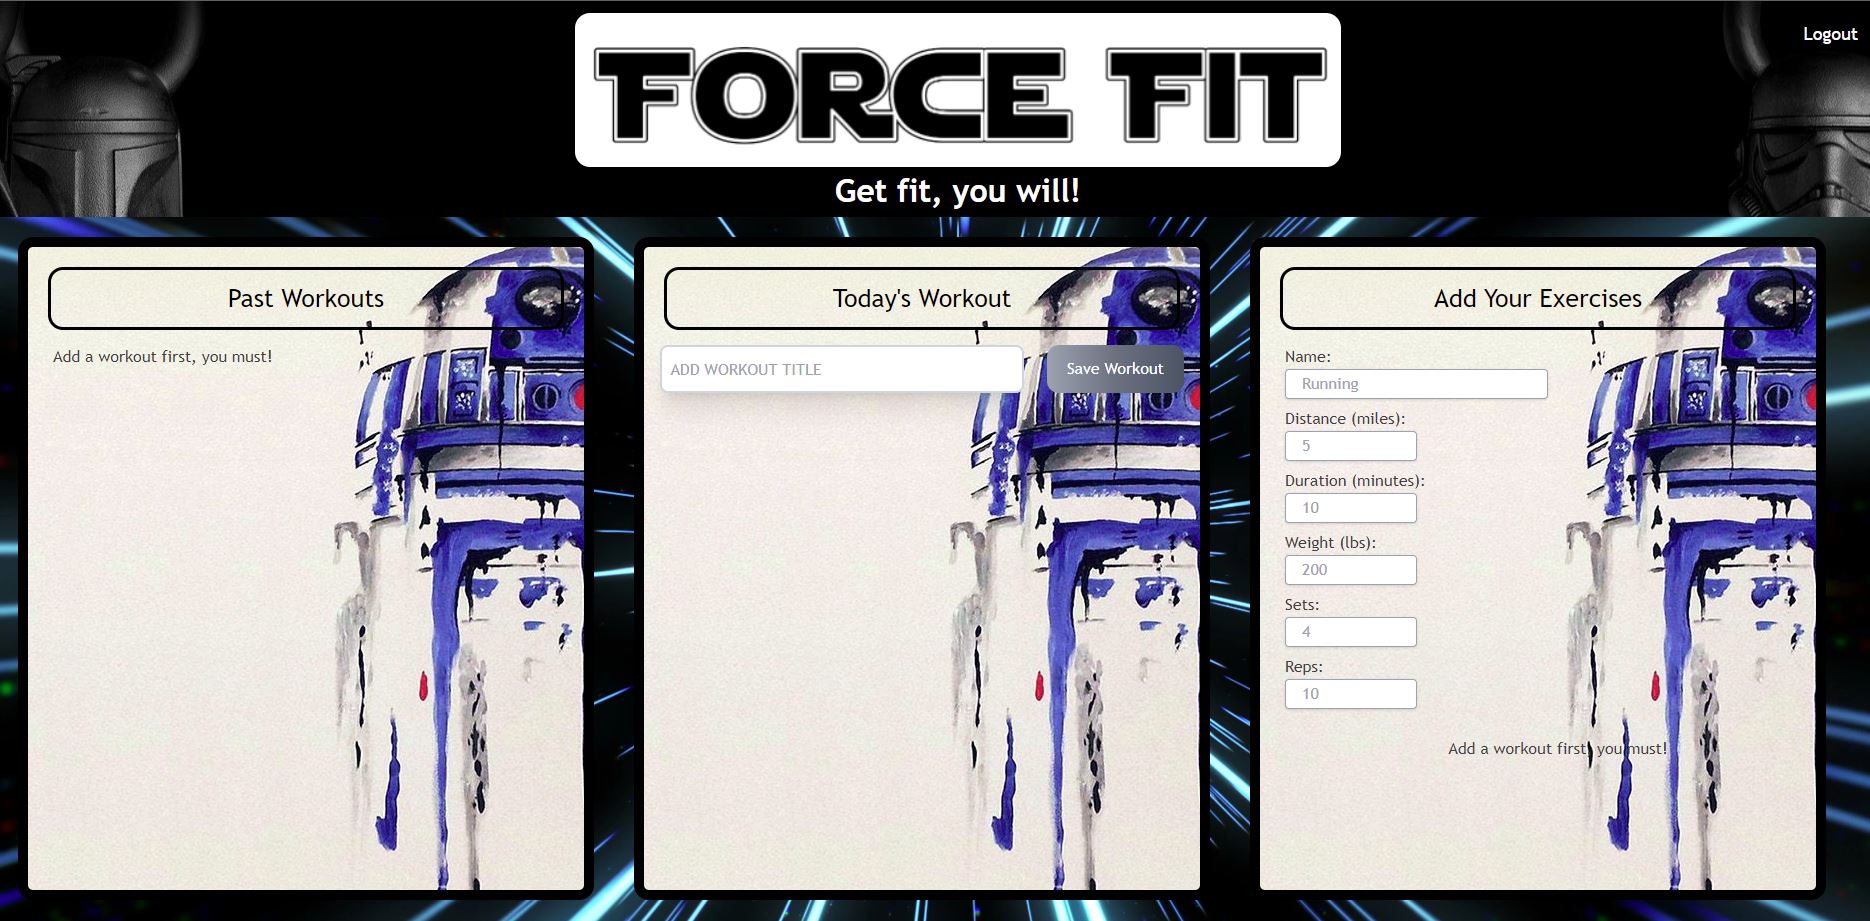 Logout
FORCE FIT
Get fit, you will!
Past Workouts
Add a workout first, you must!
Today's Workout
ADD WORKOUT TITLE
Save Workout
Add Your Exercises
Name:
Running
Distance (miles):
5
Duration (minutes):
10
Weight (lbs):
200
Sets:
4
Reps:
10
Add a workout first, you must!